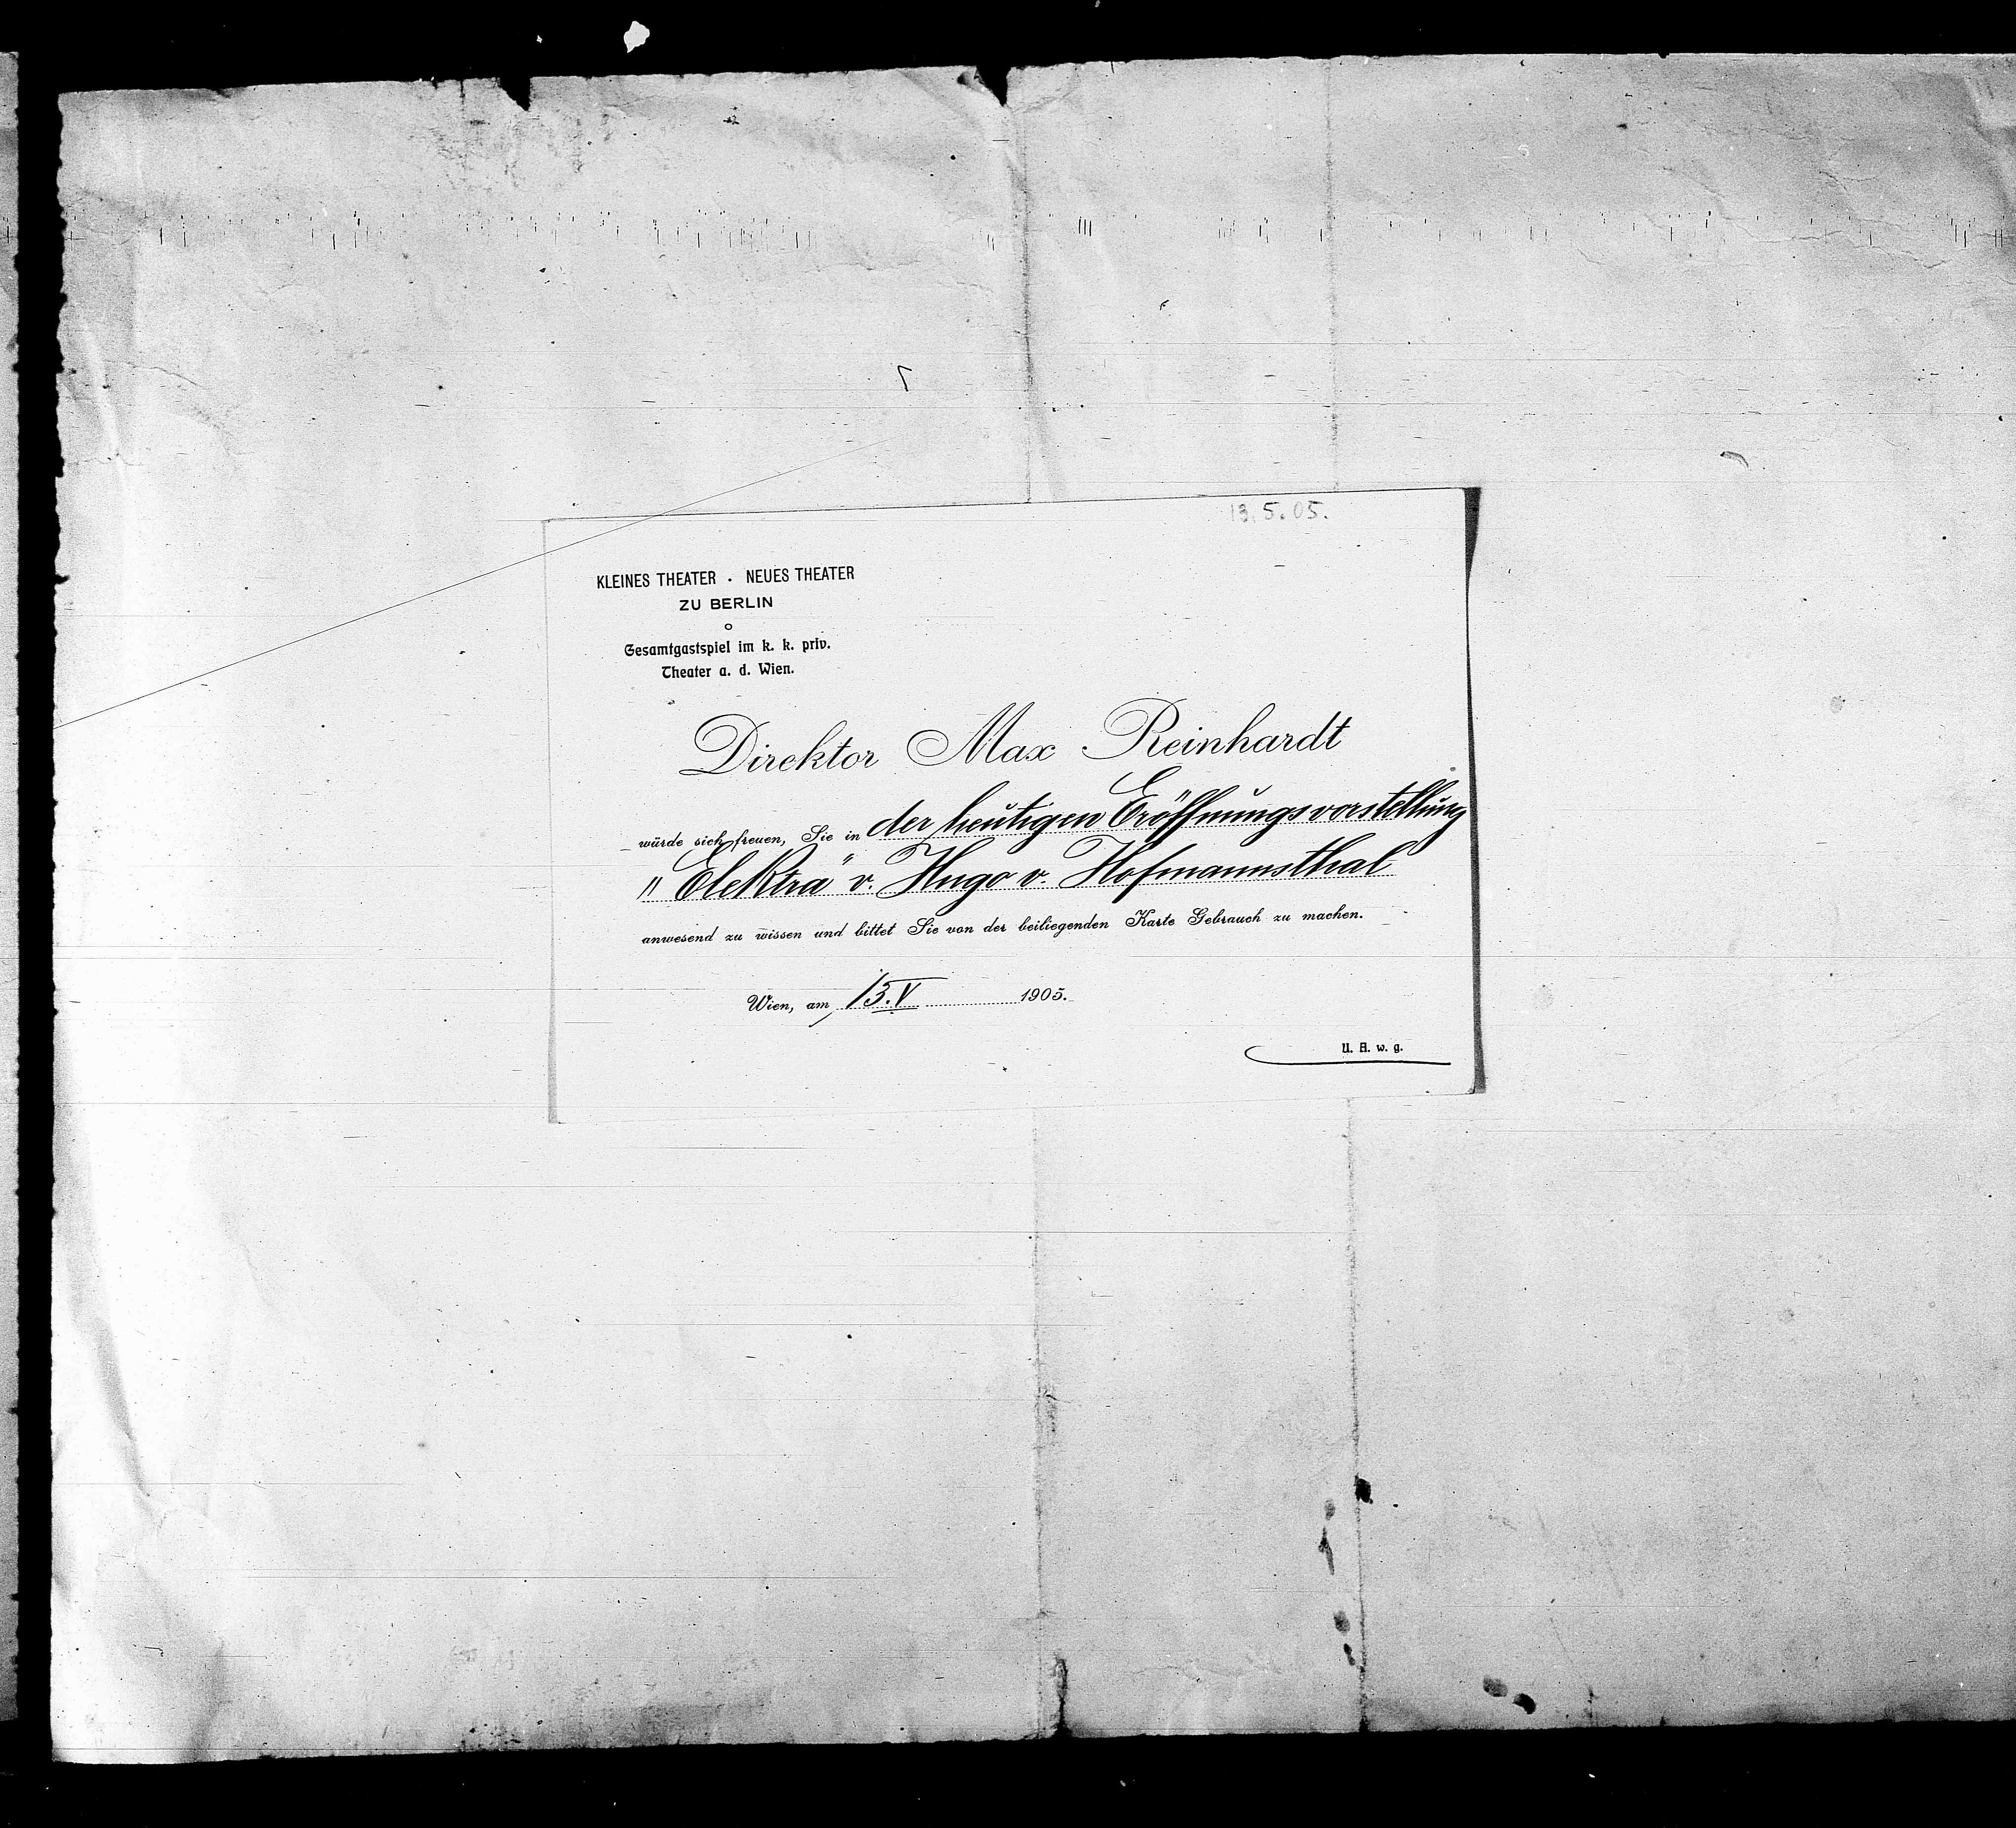 13.5.05.
KLEINES THEATER · NEUES THEATER
ZU BERLIN
Gesamtgastspiel im k. k. priv.
Theater a. d. Wien.
Direktor Max Reinhardt
würde sich freuen, Sie in der heutigen Eröffnungsvorstellung
"Elektra" v. Hugo v. Hofmannsthal
anwesend zu wissen und bittet Sie von der beiliegenden Karte Gebrauch zu machen.
Wien, am 13.V 1905.
U. A. w. g.